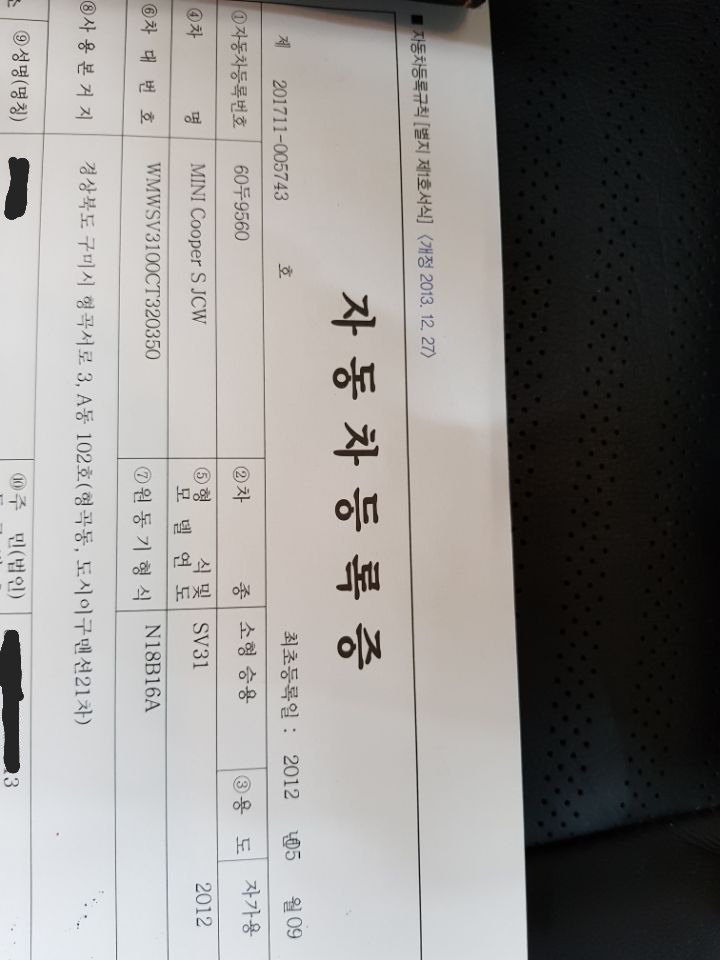 ■ 자동차등록규칙 [별지 제1호서식] <개정 2013. 12. 27>
자 동 차 등 록 증
제 201711-005743 호 최초등록일 : 2012 년 05 월 09
①자동차등록번호 60두9560 ②차 종 소형 승용 ③용 도 자가용
④차 명 MINI Cooper S JCW ⑤형 식 및 모 델 연 도 SV31 2012
⑥차 대 번 호 WMWSV3100CT320350 ⑦원 동 기 형 식 N18B16A
⑧사 용 본 거 지 경상북도 구미시 형곡서로 3, A동 102호(형곡동, 도시이구맨션21차)
⑨성명(명칭) ⑩주 민(법인) 3